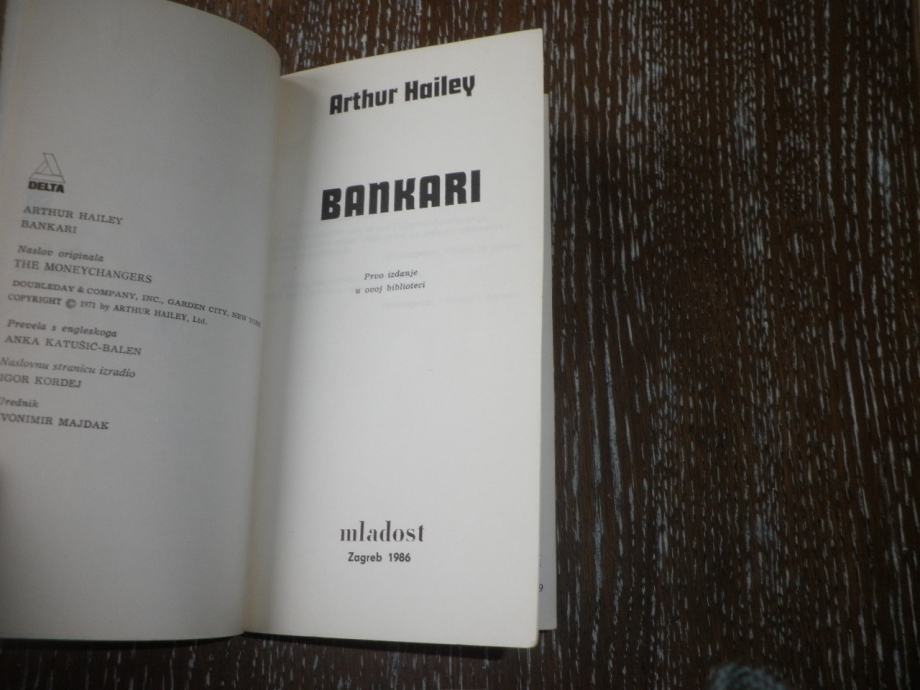 DELTA
ARTHUR HAILEY
BANKARI
Naslov originala
THE MONEYCHANGERS
DOUBLEDAY & COMPANY, INC., GARDEN CITY, NEW YORK
COPYRIGHT © 1971 by ARTHUR HAILEY, Ltd.
Prevela s engleskoga
ANKA KATUŠIĆ-BALEN
Naslovnu stranicu izradio
IGOR KORDEJ
Urednik
VONIMIR MAJDAK
Arthur Hailey
BANKARI
Prvo izdanje
u ovoj biblioteci
mladost
Zagreb 1986
9